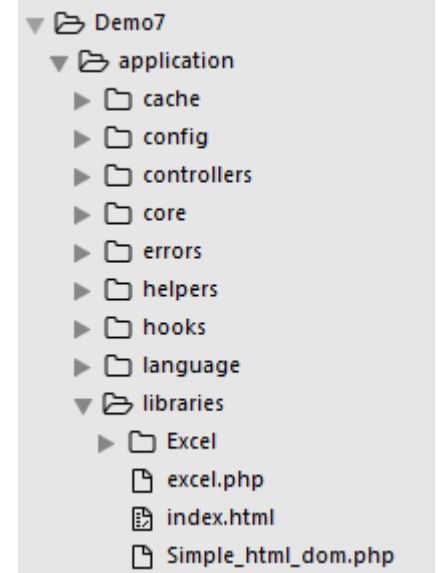 Demo7
application
cache
config
controllers
core
errors
helpers
hooks
language
libraries
Excel
excel.php
index.html
Simple_html_dom.php